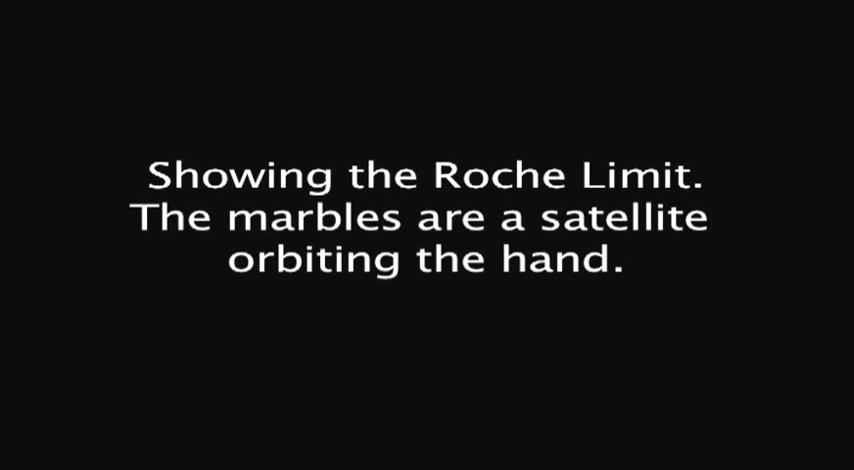 Showing the Roche Limit.
The marbles are a satellite
orbiting the hand.